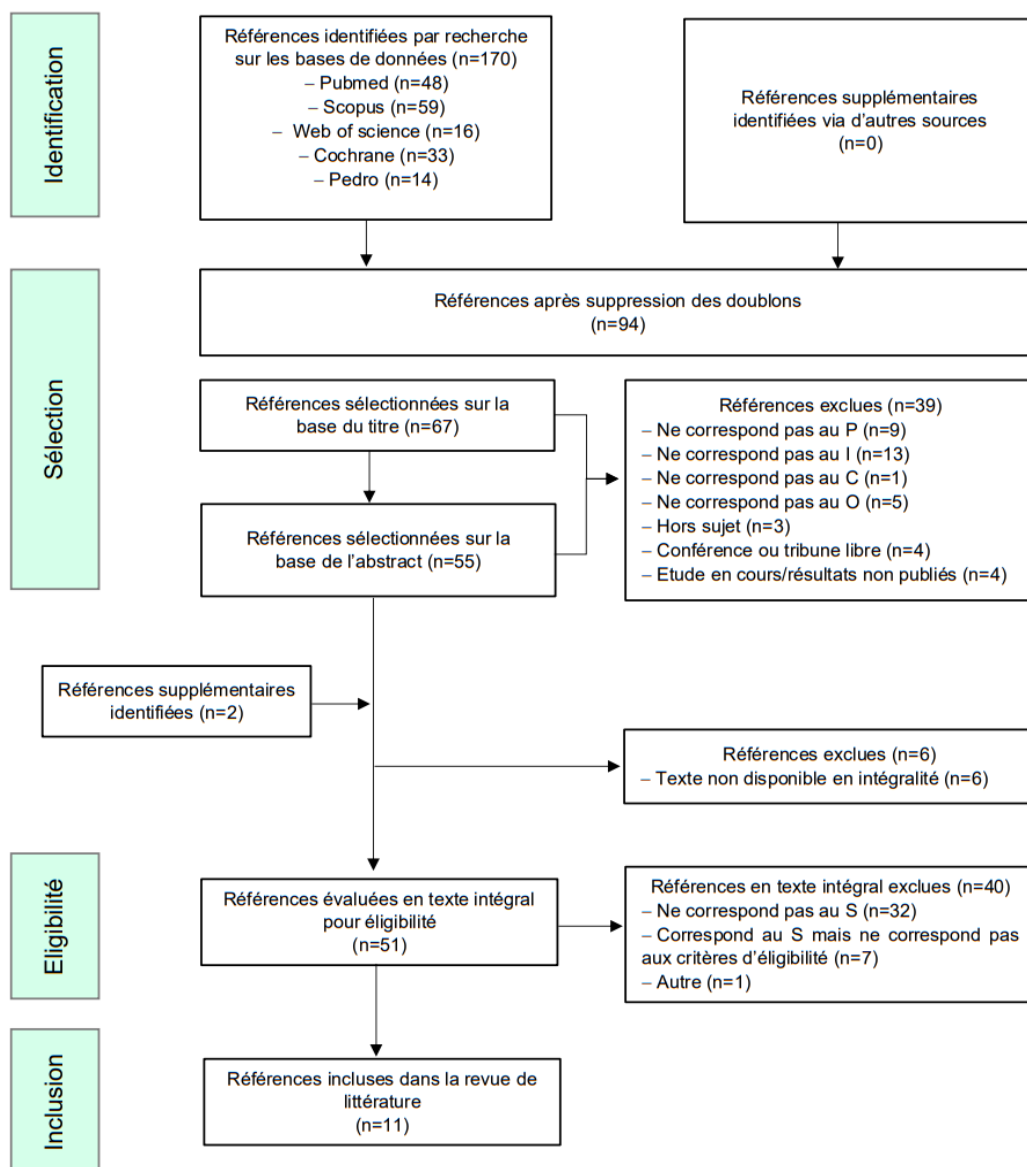 Identification
Références identifiées par recherche
sur les bases de données (n=170)
– Pubmed (n=48)
– Scopus (n=59)
– Web of science (n=16)
– Cochrane (n=33)
– Pedro (n=14)
Références supplémentaires
identifiées via d'autres sources
(n=0)
Sélection
Références après suppression des doublons
(n=94)
Références sélectionnées sur la
base du titre (n=67)
Références exclues (n=39)
– Ne correspond pas au P (n=9)
– Ne correspond pas au I (n=13)
– Ne correspond pas au C (n=1)
– Ne correspond pas au O (n=5)
– Hors sujet (n=3)
– Conférence ou tribune libre (n=4)
– Etude en cours/résultats non publiés (n=4)
Références sélectionnées sur la
base de l'abstract (n=55)
Références supplémentaires
identifiées (n=2)
Références exclues (n=6)
– Texte non disponible en intégralité (n=6)
Eligibilité
Références évaluées en texte intégral
pour éligibilité
(n=51)
Références en texte intégral exclues (n=40)
– Ne correspond pas au S (n=32)
– Correspond au S mais ne correspond pas
aux critères d'éligibilité (n=7)
– Autre (n=1)
Inclusion
Références incluses dans la revue de
littérature
(n=11)